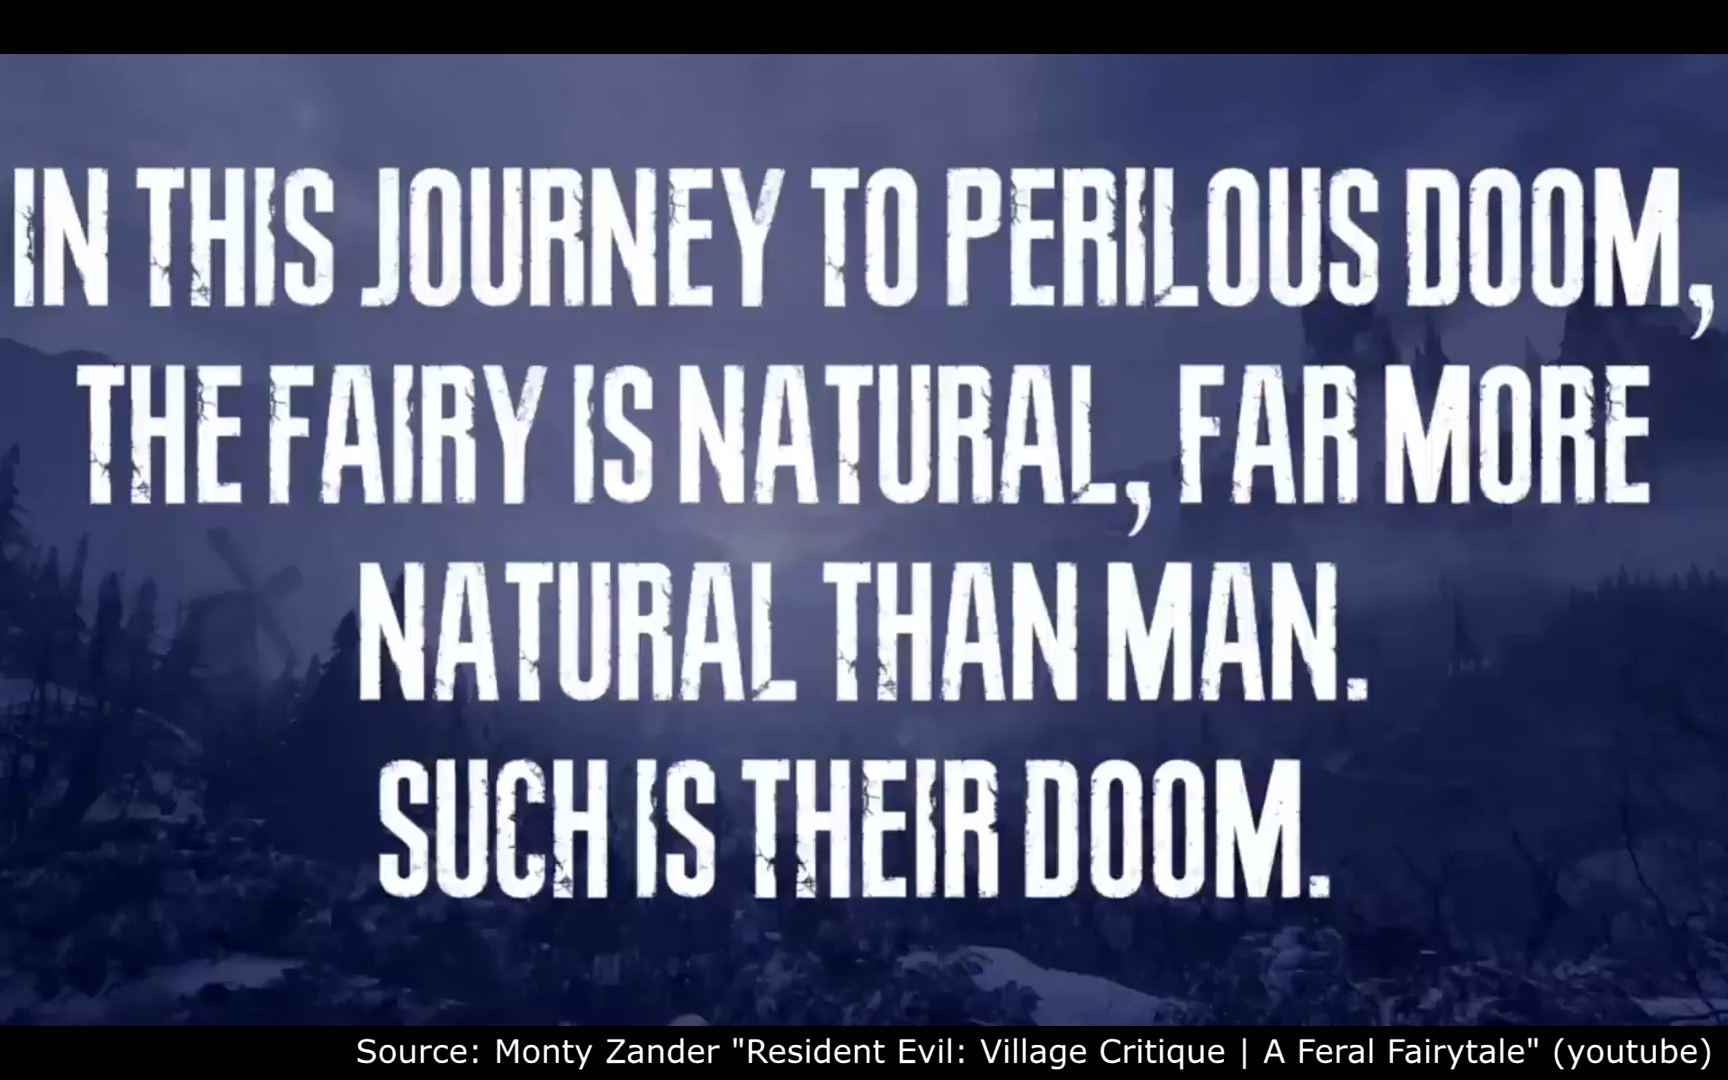 IN THIS JOURNEY TO PERILOUS DOOM,
THE FAIRY IS NATURAL, FAR MORE
NATURAL THAN MAN.
SUCH IS THEIR DOOM.
Source: Monty Zander "Resident Evil: Village Critique | A Feral Fairytale" (youtube)